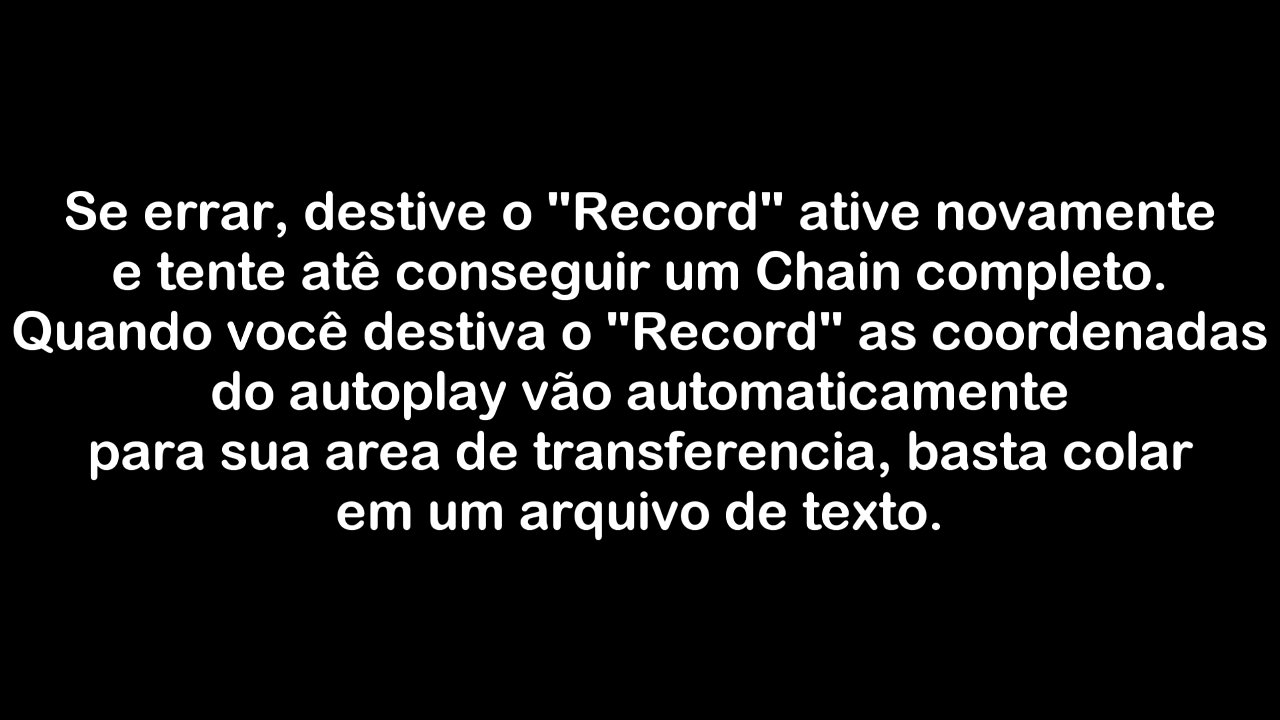 Se errar, destive o "Record" ative novamente
e tente atê conseguir um Chain completo.
Quando você destiva o "Record" as coordenadas
do autoplay vão automaticamente
para sua area de transferencia, basta colar
em um arquivo de texto.